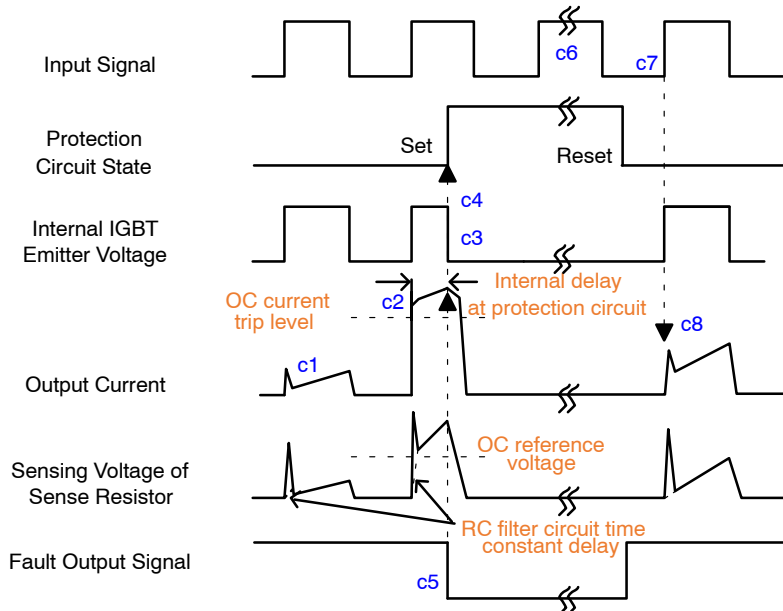 c6
Input Signal
c7
Protection
Circuit State
Set
Reset
c4
Internal IGBT
Emitter Voltage
c3
OC current
trip level
c2
Internal delay
at protection circuit
c8
c1
Output Current
OC reference
voltage
Sensing Voltage of
Sense Resistor
RC filter circuit time
constant delay
Fault Output Signal
c5